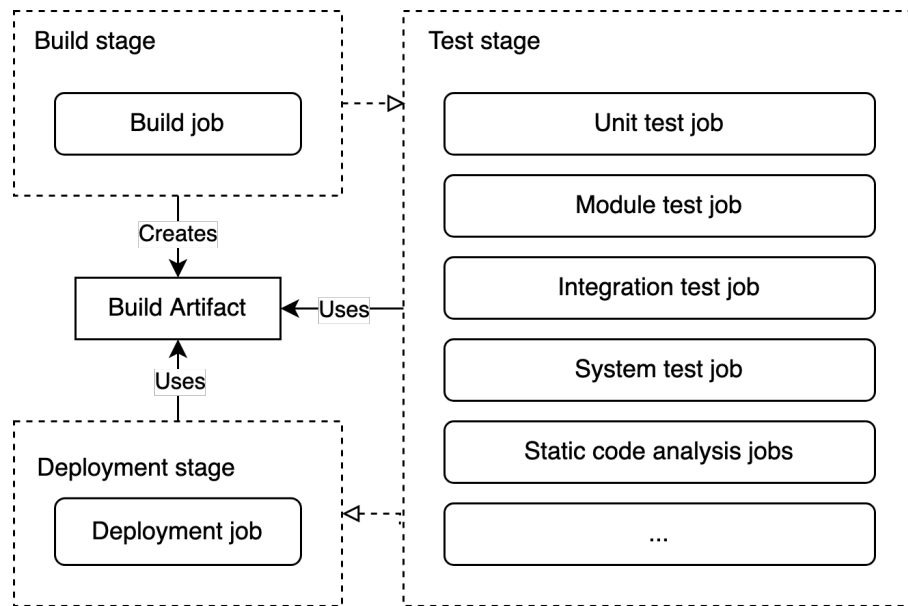 Build stage
Build job
Creates
Build Artifact
Uses
Deployment stage
Deployment job
Test stage
Unit test job
Module test job
Integration test job
Uses
System test job
Static code analysis jobs
...